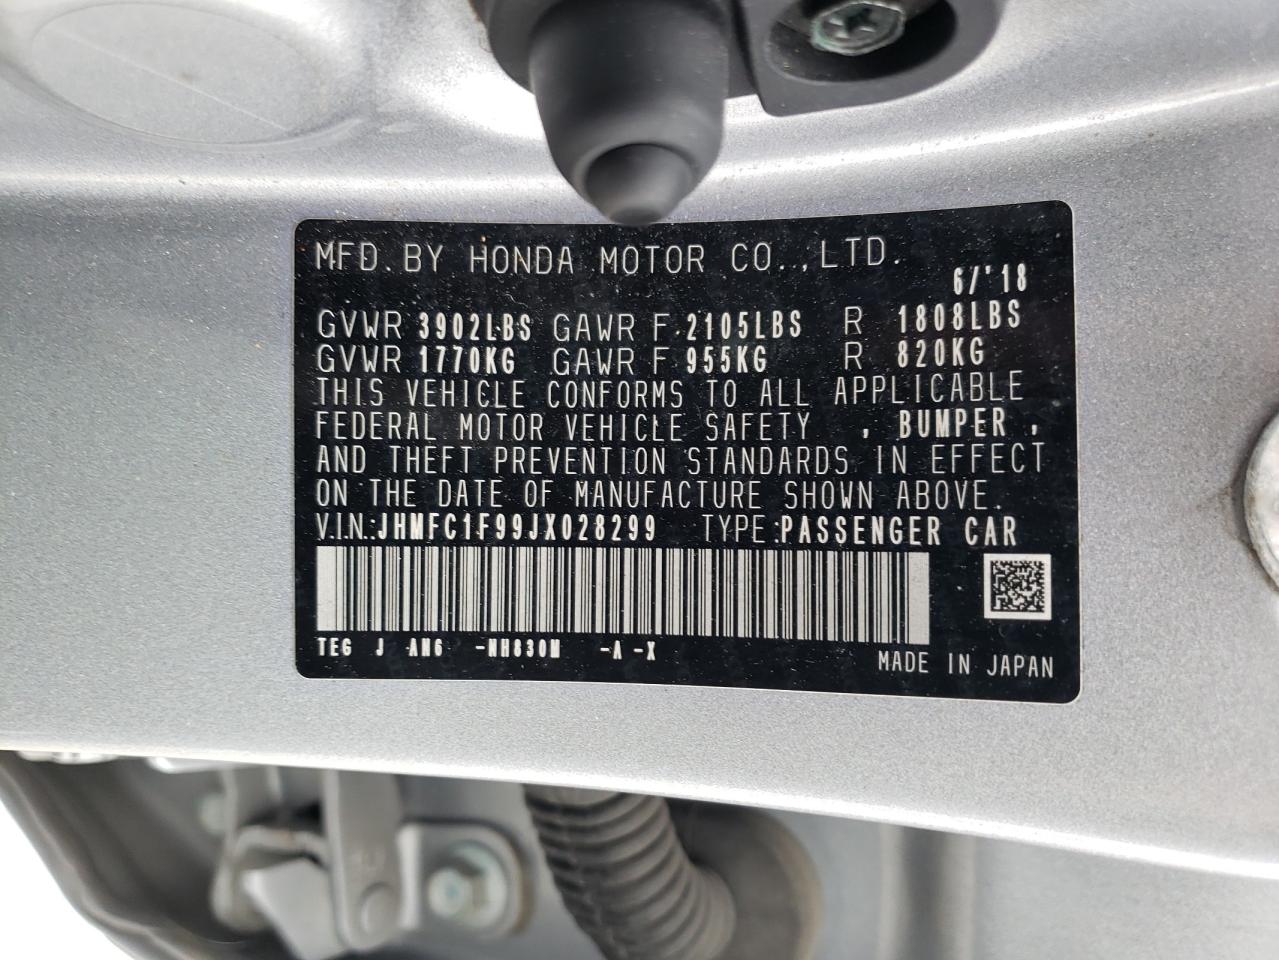 MFD. BY HONDA MOTOR CO., LTD.
6/'18
GVWR 3902LBS GAWR F 2105LBS R 1808LBS
GVWR 1770KG GAWR F 955KG R 820KG
THIS VEHICLE CONFORMS TO ALL APPLICABLE
FEDERAL MOTOR VEHICLE SAFETY , BUMPER ,
AND THEFT PREVENTION STANDARDS IN EFFECT
ON THE DATE OF MANUFACTURE SHOWN ABOVE.
V.I.N.:JHMFC1F99JX028299 TYPE:PASSENGER CAR
TEG J AN6 -NH830M -A -X
MADE IN JAPAN